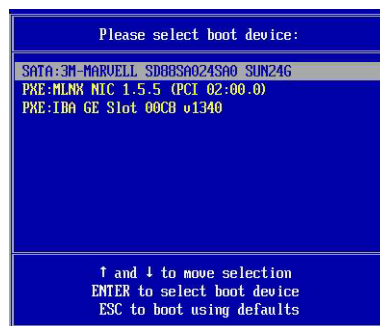 Please select boot device:
SATA:3M-MARVELL SD88SA024SA0 SUN24G
PXE:MLNX NIC 1.5.5 (PCI 02:00.0)
PXE:IBA GE Slot 00C8 v1340
↑ and ↓ to move selection
ENTER to select boot device
ESC to boot using defaults